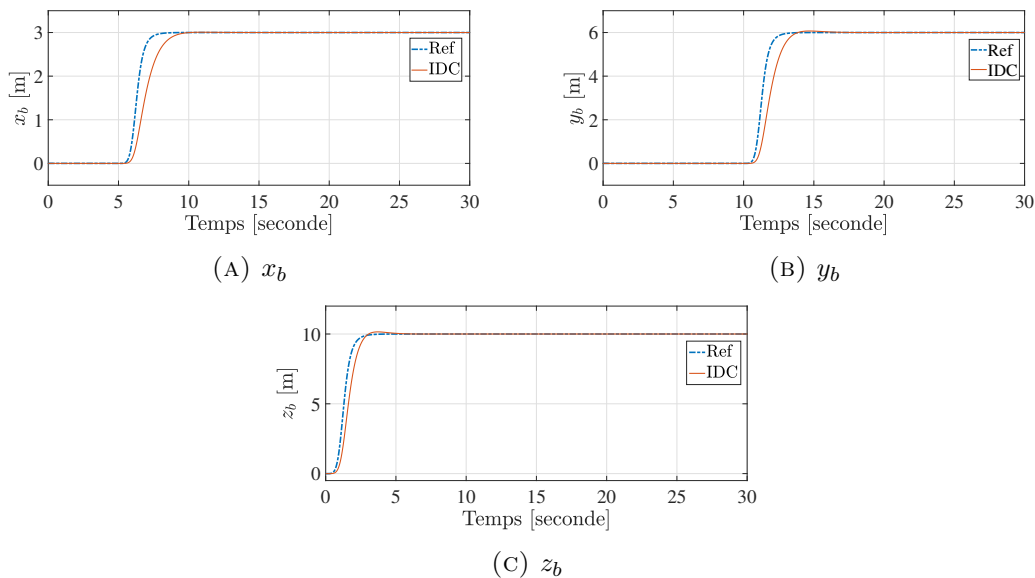 3
2
1
0
x_b [m]
Ref
IDC
0 5 10 15 20 25 30
Temps [seconde]
(A) x_b
6
4
2
0
y_b [m]
Ref
IDC
0 5 10 15 20 25 30
Temps [seconde]
(B) y_b
10
5
0
z_b [m]
Ref
IDC
0 5 10 15 20 25 30
Temps [seconde]
(C) z_b